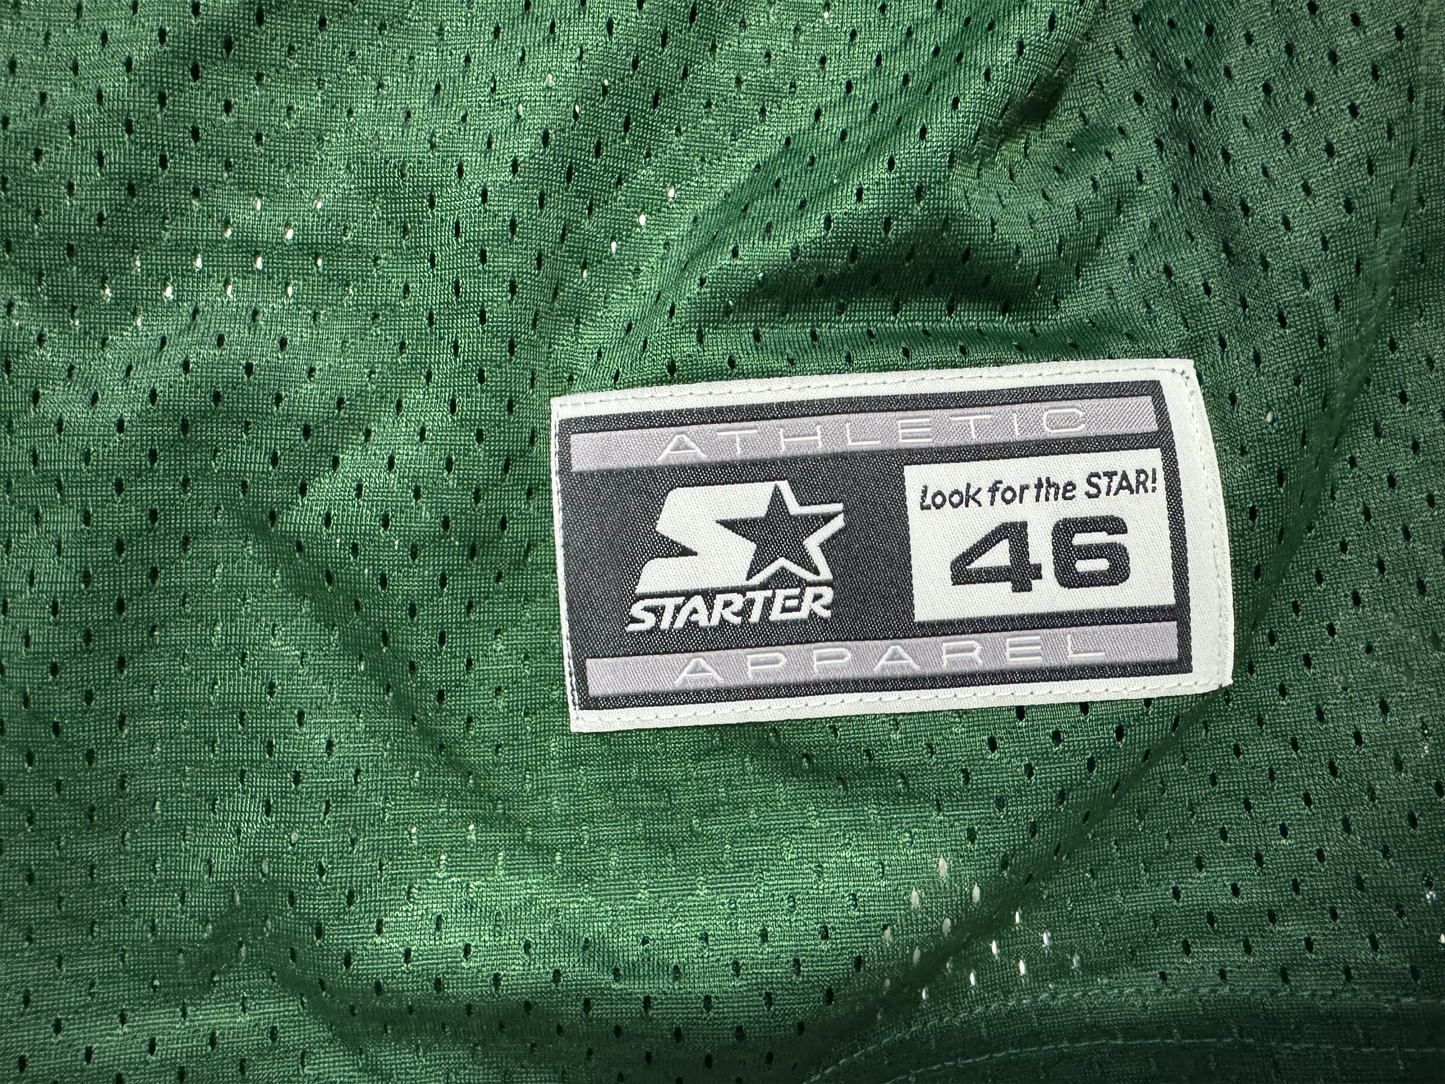 ATHLETIC
STARTER
Look for the STAR!
46
APPAREL